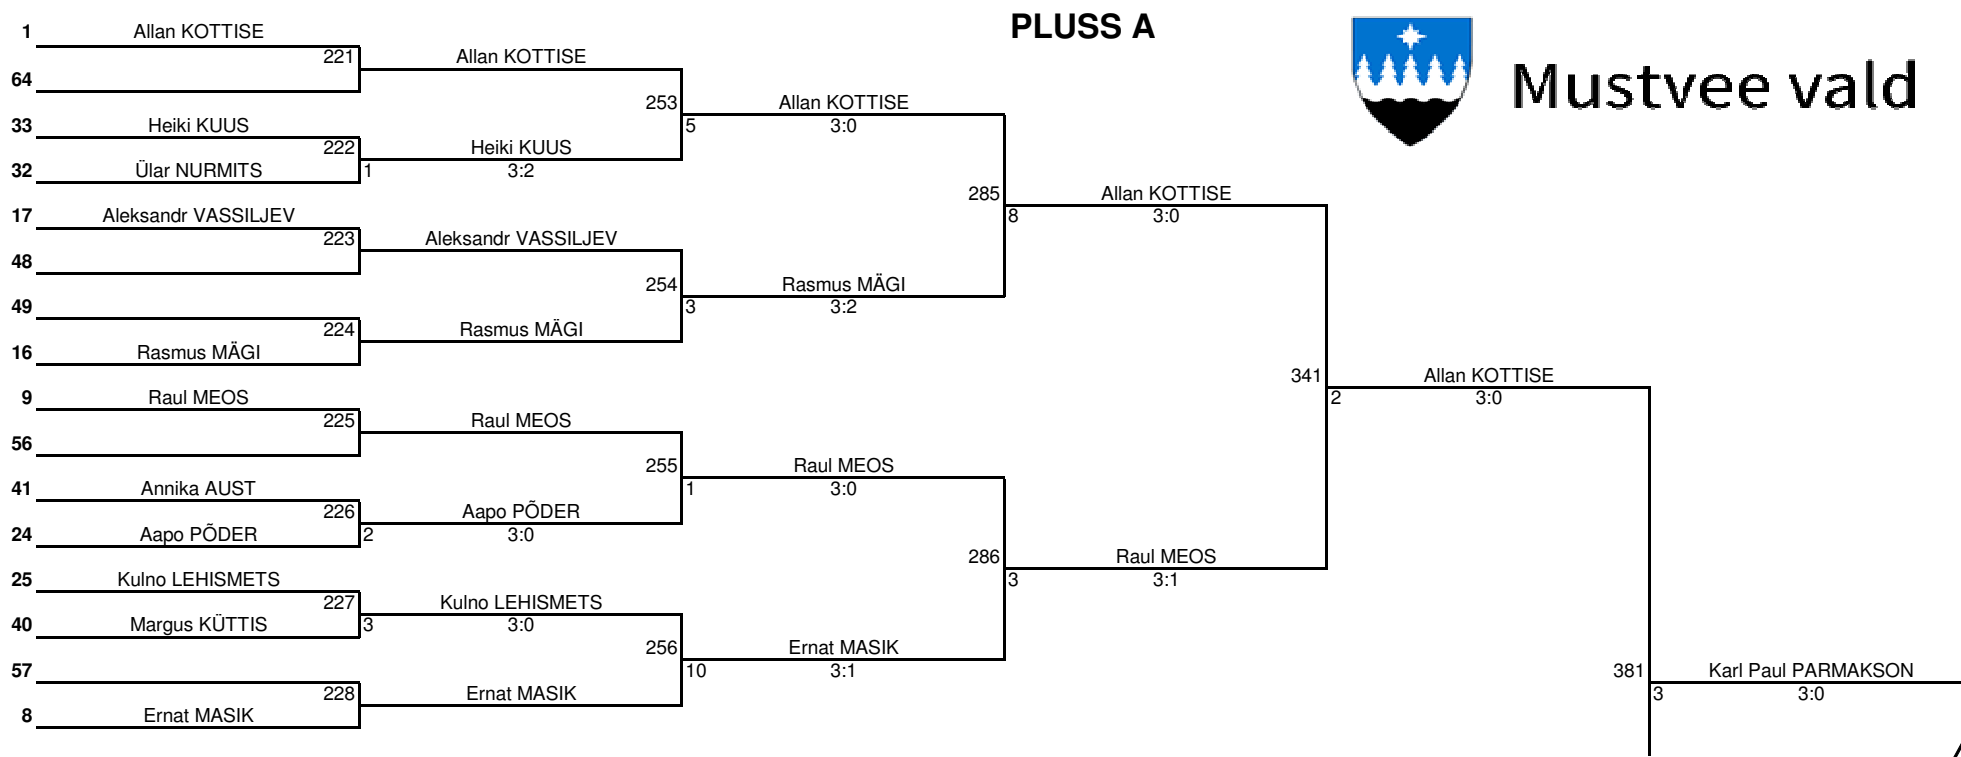 PLUSS A
Mustvee vald
1 Allan KOTTISE
221 Allan KOTTISE
64
253 Allan KOTTISE
5 3:0
33 Heiki KUUS
222 Heiki KUUS
32 Ülar NURMITS 1 3:2
285 Allan KOTTISE
8 3:0
17 Aleksandr VASSILJEV
223 Aleksandr VASSILJEV
48
254 Rasmus MÄGI
3 3:2
49
224 Rasmus MÄGI
16 Rasmus MÄGI
341 Allan KOTTISE
2 3:0
9 Raul MEOS
225 Raul MEOS
56
255 Raul MEOS
1 3:0
41 Annika AUST
226 Aapo PÕDER
24 Aapo PÕDER 2 3:0
286 Raul MEOS
3 3:1
25 Kulno LEHISMETS
227 Kulno LEHISMETS
40 Margus KÜTTIS 3 3:0
256 Ernat MASIK
10 3:1
57
228 Ernat MASIK
8 Ernat MASIK
381 Karl Paul PARMAKSON
3 3:0